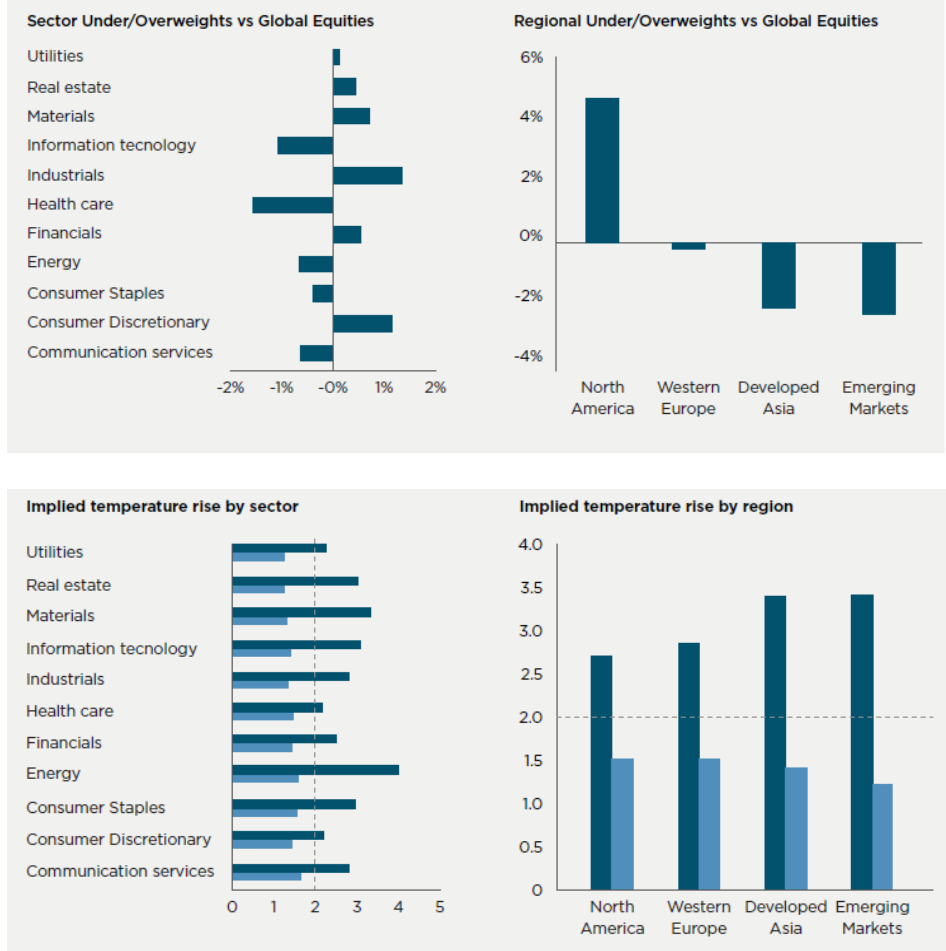 Sector Under/Overweights vs Global Equities
Utilities
Real estate
Materials
Information tecnology
Industrials
Health care
Financials
Energy
Consumer Staples
Consumer Discretionary
Communication services
-2% -1% -0% 1% 2%
Regional Under/Overweights vs Global Equities
6%
4%
2%
0%
-2%
-4%
North America
Western Europe
Developed Asia
Emerging Markets
Implied temperature rise by sector
Utilities
Real estate
Materials
Information tecnology
Industrials
Health care
Financials
Energy
Consumer Staples
Consumer Discretionary
Communication services
0 1 2 3 4 5
Implied temperature rise by region
4.0
3.5
3.0
2.5
2.0
1.5
1.0
0.5
0
North America
Western Europe
Developed Asia
Emerging Markets